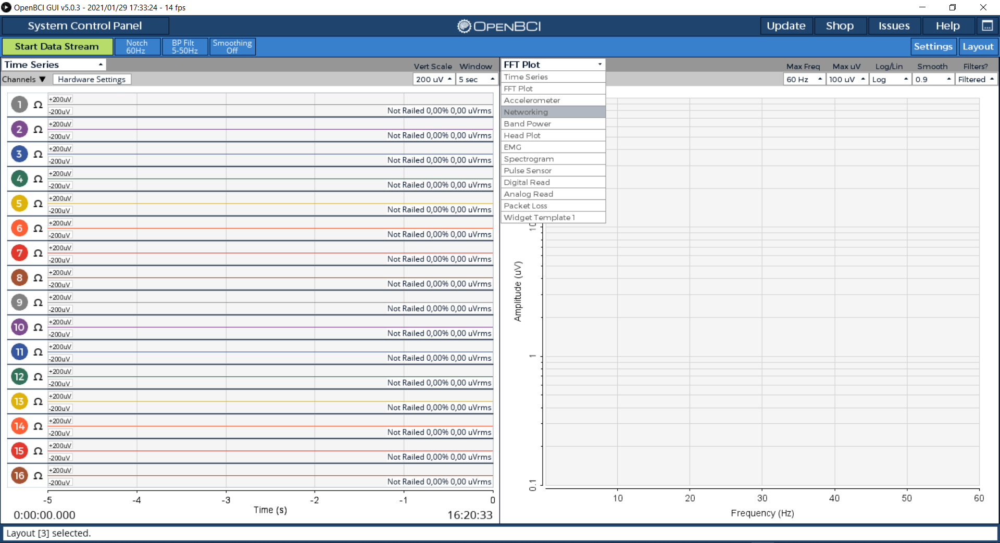 OpenBCI GUI v5.0.3 - 2021/01/29 17:33:24 - 14 fps
System Control Panel
OPENBCI
Update
Shop
Issues
Help
Start Data Stream
Notch
60Hz
BP Filt
5-50Hz
Smoothing
Off
Settings
Layout
Time Series
Vert Scale
Window
Channels
Hardware Settings
200 uV
5 sec
1 Ω +200uV
-200uV Not Railed 0,00% 0,00 uVrms
2 Ω +200uV
-200uV Not Railed 0,00% 0,00 uVrms
3 Ω +200uV
-200uV Not Railed 0,00% 0,00 uVrms
4 Ω +200uV
-200uV Not Railed 0,00% 0,00 uVrms
5 Ω +200uV
-200uV Not Railed 0,00% 0,00 uVrms
6 Ω +200uV
-200uV Not Railed 0,00% 0,00 uVrms
7 Ω +200uV
-200uV Not Railed 0,00% 0,00 uVrms
8 Ω +200uV
-200uV Not Railed 0,00% 0,00 uVrms
9 Ω +200uV
-200uV Not Railed 0,00% 0,00 uVrms
10 Ω +200uV
-200uV Not Railed 0,00% 0,00 uVrms
11 Ω +200uV
-200uV Not Railed 0,00% 0,00 uVrms
12 Ω +200uV
-200uV Not Railed 0,00% 0,00 uVrms
13 Ω +200uV
-200uV Not Railed 0,00% 0,00 uVrms
14 Ω +200uV
-200uV Not Railed 0,00% 0,00 uVrms
15 Ω +200uV
-200uV Not Railed 0,00% 0,00 uVrms
16 Ω +200uV
-200uV Not Railed 0,00% 0,00 uVrms
-5 -4 -3 -2 -1 0
Time (s)
0:00:00.000
16:20:33
FFT Plot
Max Freq
Max uV
Log/Lin
Smooth
Filters?
60 Hz
100 uV
Log
0.9
Filtered
Time Series
FFT Plot
Accelerometer
Networking
Band Power
Head Plot
EMG
Spectrogram
Pulse Sensor
Digital Read
Analog Read
Packet Loss
Widget Template 1
10
1
0.1
Amplitude (uV)
10 20 30 40 50 60
Frequency (Hz)
Layout [3] selected.